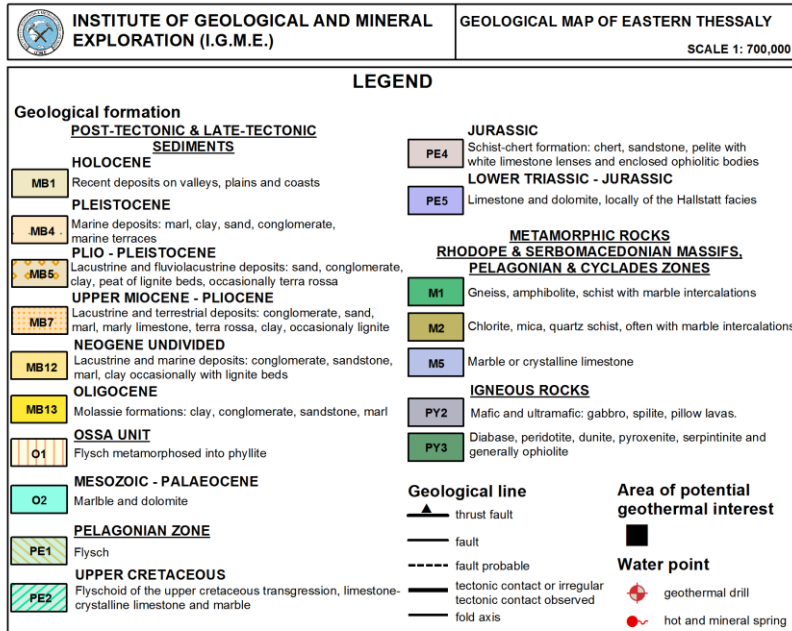 INSTITUTE OF GEOLOGICAL AND MINERAL
EXPLORATION (I.G.M.E.)
GEOLOGICAL MAP OF EASTERN THESSALY
SCALE 1: 700,000
LEGEND
Geological formation
POST-TECTONIC & LATE-TECTONIC
SEDIMENTS
HOLOCENE
MB1
Recent deposits on valleys, plains and coasts
PLEISTOCENE
MB4
Marine deposits: marl, clay, sand, conglomerate,
marine terraces
PLIO - PLEISTOCENE
MB5
Lacustrine and fluviolacustrine deposits: sand, conglomerate,
clay, peat of lignite beds, occasionally terra rossa
UPPER MIOCENE - PLIOCENE
MB7
Lacustrine and terrestrial deposits: conglomerate, sand,
marl, marly limestone, terra rossa, clay, occasionaly lignite
NEOGENE UNDIVIDED
MB12
Lacustrine and marine deposits: conglomerate, sandstone,
marl, clay occasionally with lignite beds
OLIGOCENE
MB13
Molassie formations: clay, conglomerate, sandstone, marl
OSSA UNIT
O1
Flysch metamorphosed into phyllite
MESOZOIC - PALAEOCENE
O2
Marlble and dolomite
PELAGONIAN ZONE
PE1
Flysch
UPPER CRETACEOUS
PE2
Flyschoid of the upper cretaceous transgression, limestone-
crystalline limestone and marble
JURASSIC
PE4
Schist-chert formation: chert, sandstone, pelite with
white limestone lenses and enclosed ophiolitic bodies
LOWER TRIASSIC - JURASSIC
PE5
Limestone and dolomite, locally of the Hallstatt facies
METAMORPHIC ROCKS
RHODOPE & SERBOMACEDONIAN MASSIFS,
PELAGONIAN & CYCLADES ZONES
M1
Gneiss, amphibolite, schist with marble intercalations
M2
Chlorite, mica, quartz schist, often with marble intercalations
M5
Marble or crystalline limestone
IGNEOUS ROCKS
PY2
Mafic and ultramafic: gabbro, spilite, pillow lavas.
PY3
Diabase, peridotite, dunite, pyroxenite, serpintinite and
generally ophiolite
Geological line
thrust fault
fault
fault probable
tectonic contact or irregular
tectonic contact observed
fold axis
Area of potential
geothermal interest
Water point
geothermal drill
hot and mineral spring